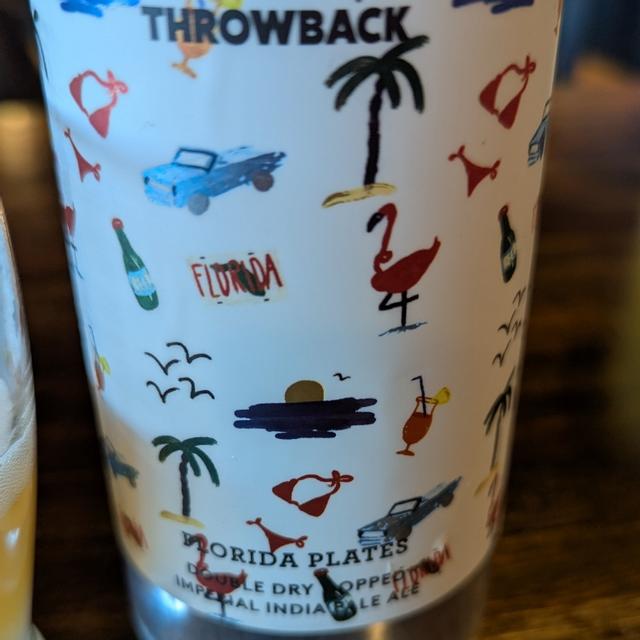 THROWBACK
FLORIDA
FLORIDA PLATES
DOUBLE DRY HOPPED
IMPERIAL INDIA PALE ALE